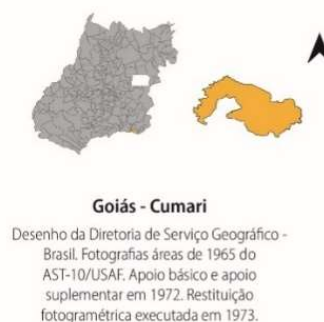 Goiás - Cumari
Desenho da Diretoria de Serviço Geográfico -
Brasil. Fotografias áreas de 1965 do
AST-10/USAF. Apoio básico e apoio
suplementar em 1972. Restituição
fotogramétrica executada em 1973.